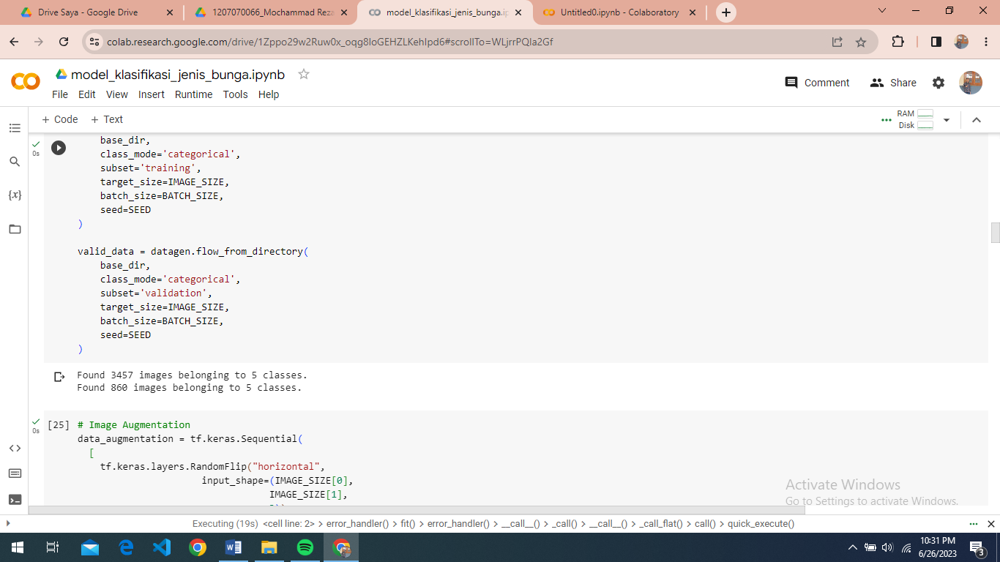 Drive Saya - Google Drive
1207070066_Mochammad Reza
model_klasifikasi_jenis_bunga.ip
Untitled0.ipynb - Colaboratory
colab.research.google.com/drive/1Zppo29w2Ruw0x_oqg8IoGEHZLKehIpd6#scrollTo=WLjrrPQIa2Gf
model_klasifikasi_jenis_bunga.ipynb
Comment
Share
File Edit View Insert Runtime Tools Help
+ Code + Text
RAM
Disk
0s
base_dir,
class_mode='categorical',
subset='training',
target_size=IMAGE_SIZE,
batch_size=BATCH_SIZE,
seed=SEED
)
valid_data = datagen.flow_from_directory(
base_dir,
class_mode='categorical',
subset='validation',
target_size=IMAGE_SIZE,
batch_size=BATCH_SIZE,
seed=SEED
)
Found 3457 images belonging to 5 classes.
Found 860 images belonging to 5 classes.
0s
[25] # Image Augmentation
data_augmentation = tf.keras.Sequential(
[
tf.keras.layers.RandomFlip("horizontal",
input_shape=(IMAGE_SIZE[0],
IMAGE_SIZE[1],
Activate Windows
Go to Settings to activate Windows.
Executing (19s) <cell line: 2> > error_handler() > fit() > error_handler() > __call__() > _call() > __call__() > _call_flat() > call() > quick_execute()
10:31 PM
6/26/2023
3